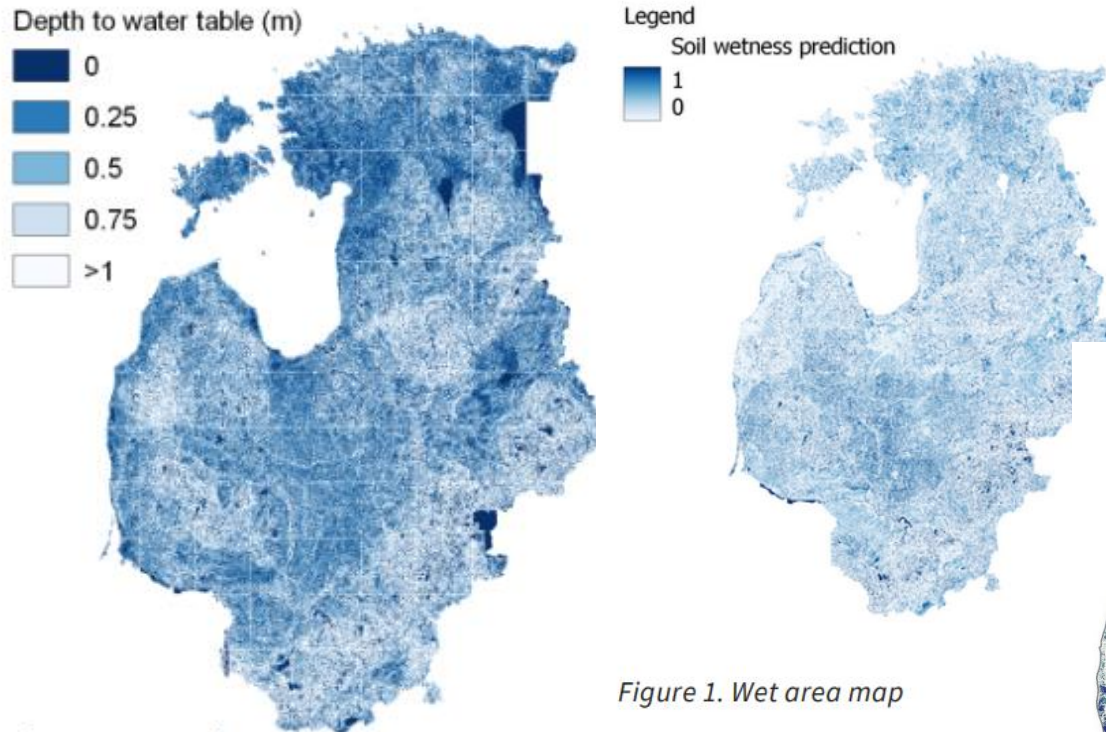 Depth to water table (m)
0
0.25
0.5
0.75
>1
Legend
Soil wetness prediction
1
0
Figure 1. Wet area map